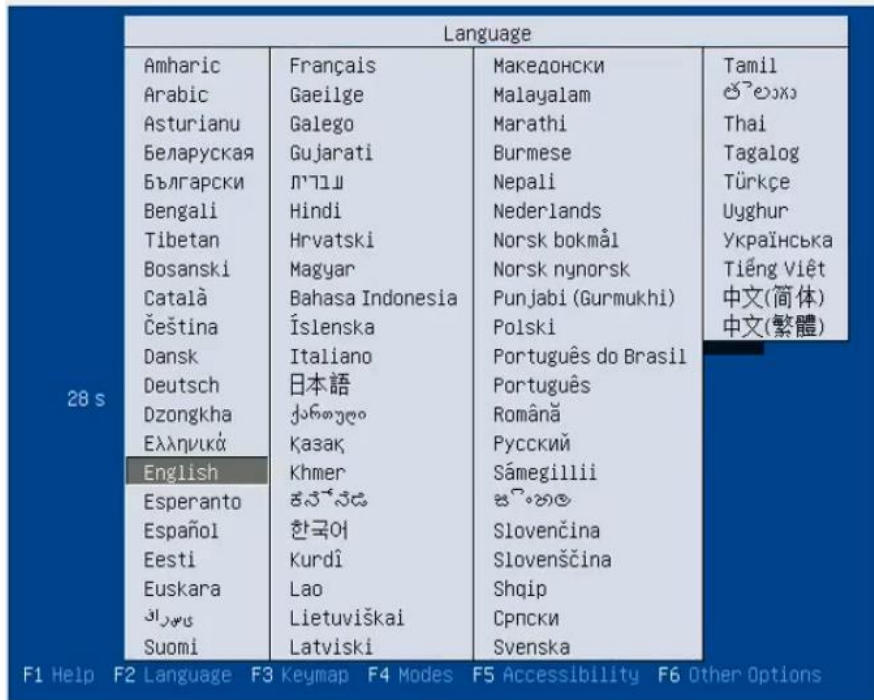 Language
Amharic
Arabic
Asturianu
Беларуская
Български
Bengali
Tibetan
Bosanski
Català
Čeština
Dansk
Deutsch
Dzongkha
Ελληνικά
English
Esperanto
Español
Eesti
Euskara
Suomi
Français
Gaeilge
Galego
Gujarati
עברית
Hindi
Hrvatski
Magyar
Bahasa Indonesia
Íslenska
Italiano
日本語
ქართული
Қазақ
Khmer
한국어
Kurdî
Lao
Lietuviškai
Latviski
Македонски
Malayalam
Marathi
Burmese
Nepali
Nederlands
Norsk bokmål
Norsk nynorsk
Punjabi (Gurmukhi)
Polski
Português do Brasil
Português
Română
Русский
Sámegillii
Slovenčina
Slovenščina
Shqip
Српски
Svenska
Tamil
Thai
Tagalog
Türkçe
Uyghur
Українська
Tiếng Việt
中文(简体)
中文(繁體)
28 s
F1 Help F2 Language F3 Keymap F4 Modes F5 Accessibility F6 Other Options